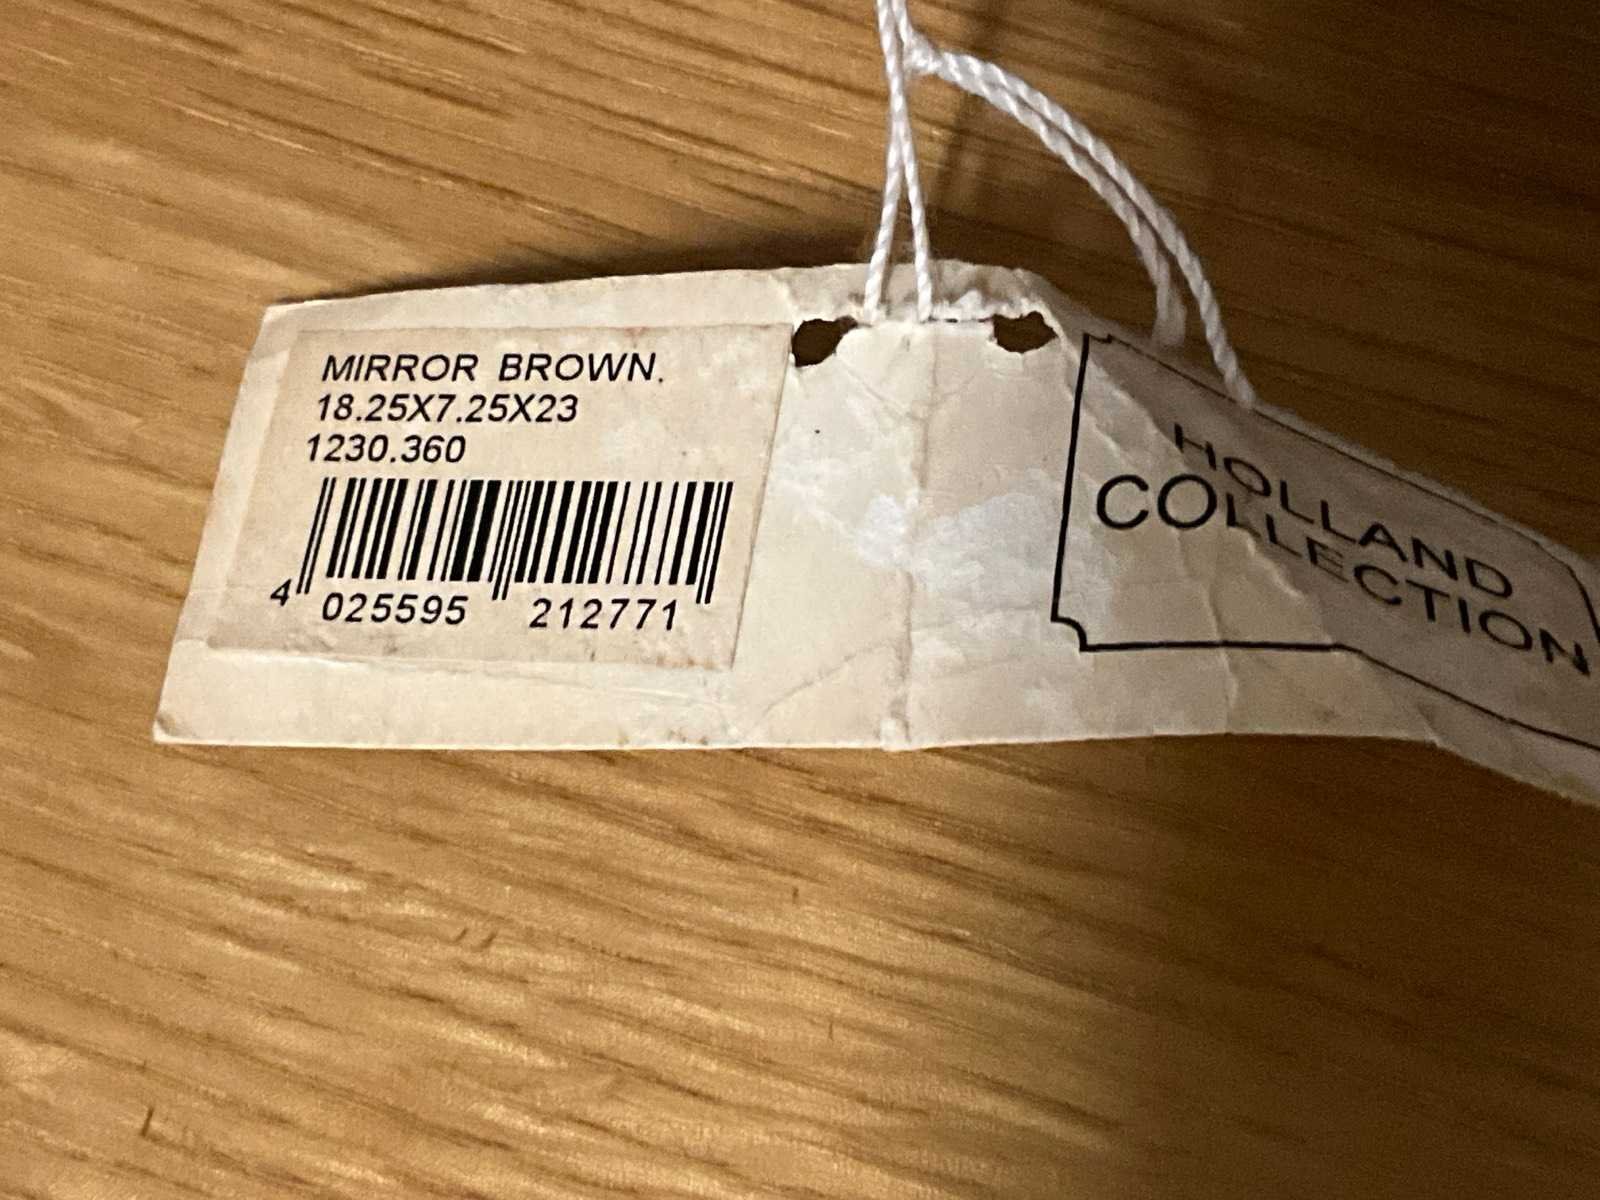 MIRROR BROWN.
18.25X7.25X23
1230.360
4 025595 212771
HOLLAND
COLLECTION